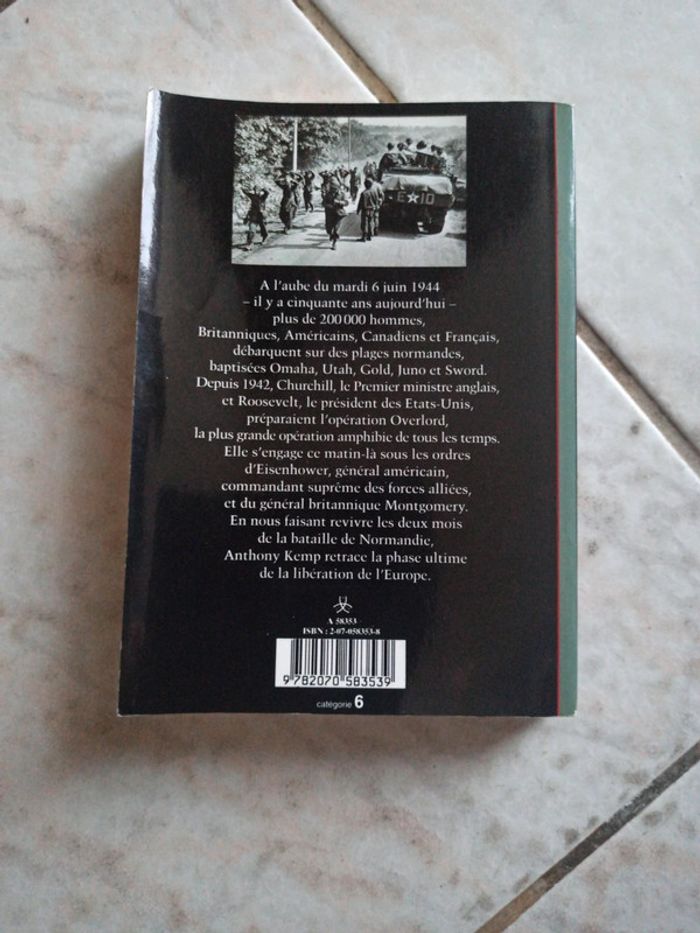 E★10
A l'aube du mardi 6 juin 1944
– il y a cinquante ans aujourd'hui –
plus de 200 000 hommes,
Britanniques, Américains, Canadiens et Français,
débarquent sur des plages normandes,
baptisées Omaha, Utah, Gold, Juno et Sword.
Depuis 1942, Churchill, le Premier ministre anglais,
et Roosevelt, le président des Etats-Unis,
préparaient l'opération Overlord,
la plus grande opération amphibie de tous les temps.
Elle s'engage ce matin-là sous les ordres
d'Eisenhower, général américain,
commandant suprême des forces alliées,
et du général britannique Montgomery.
En nous faisant revivre les deux mois
de la bataille de Normandie,
Anthony Kemp retrace la phase ultime
de la libération de l'Europe.
A 58353
ISBN : 2-07-058353-8
9 782070 583539
catégorie 6